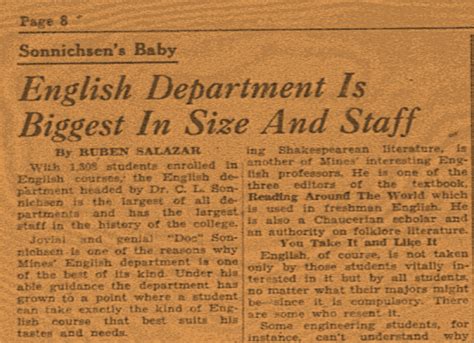 Page 8
Sonnichsen's Baby
English Department Is
Biggest In Size And Staff
By RUBEN SALAZAR
With 1,308 students enrolled in
English courses, the English de-
partment headed by Dr. C. L. Son-
nichsen is the largest of all de-
partments and has the largest
staff in the history of the college.
Jovial and genial "Doc" Son-
nichsen is one of the reasons why
Mines' English department is one
of the best of its kind. Under his
able guidance the department has
grown to a point where a student
can take exactly the kind of Eng-
lish course that best suits his
tastes and needs.
ing Shakespearean literature, is
another of Mines' interesting Eng-
lish professors. He is one of the
three editors of the textbook,
Reading Around The World which
is used in freshman English. He is
also a Chaucerian scholar and
an authority on folklore literature.
You Take It and Like It
English, of course, is not taken
only by those students vitally in-
terested in it but by all students
no matter what their majors might
be—since it is compulsory. There
are some who resent it.
Some engineering students, for
instance, can't understand why